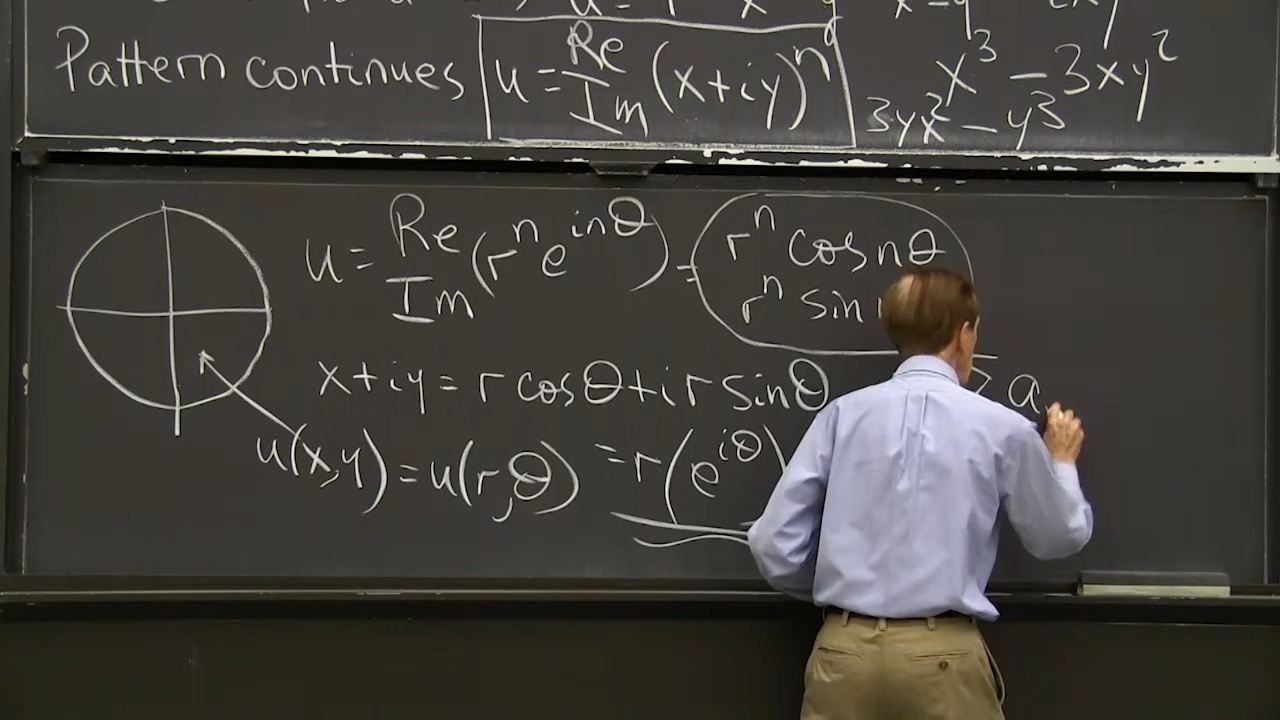 Pattern continues u = Re Im (x+iy)^n x^3 - 3xy^2
3yx^2 - y^3
u = Re Im (r^n e^{inθ}) = r^n cos nθ
r^n sin
x+iy = r cosθ + i r sinθ Σ a
u(x,y) = u(r,θ) = r(e^{iθ})